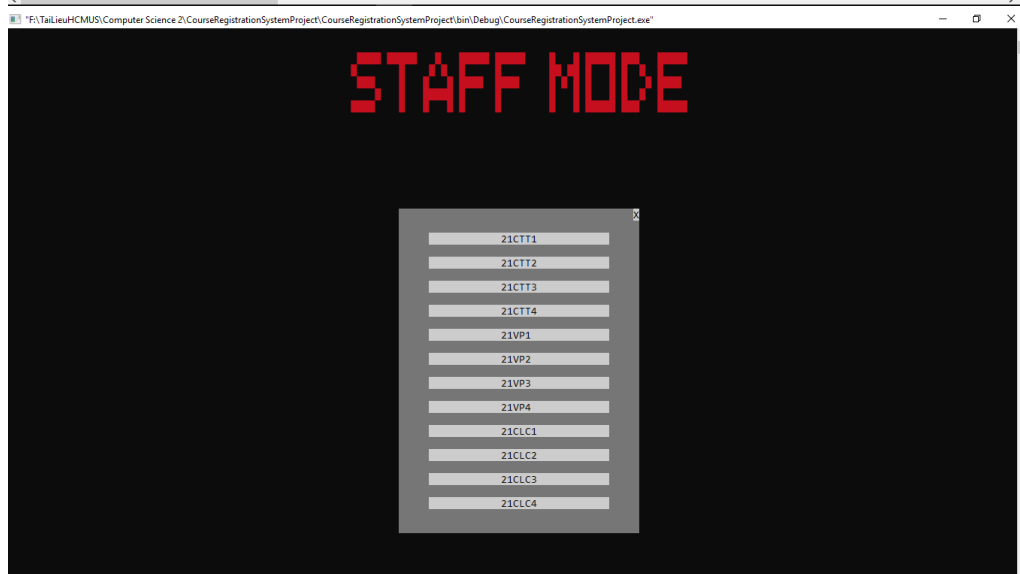 "F:\TaiLieuHCMUS\Computer Science 2\CourseRegistrationSystemProject\CourseRegistrationSystemProject\bin\Debug\CourseRegistrationSystemProject.exe"
STAFF MODE
X
21CTT1
21CTT2
21CTT3
21CTT4
21VP1
21VP2
21VP3
21VP4
21CLC1
21CLC2
21CLC3
21CLC4